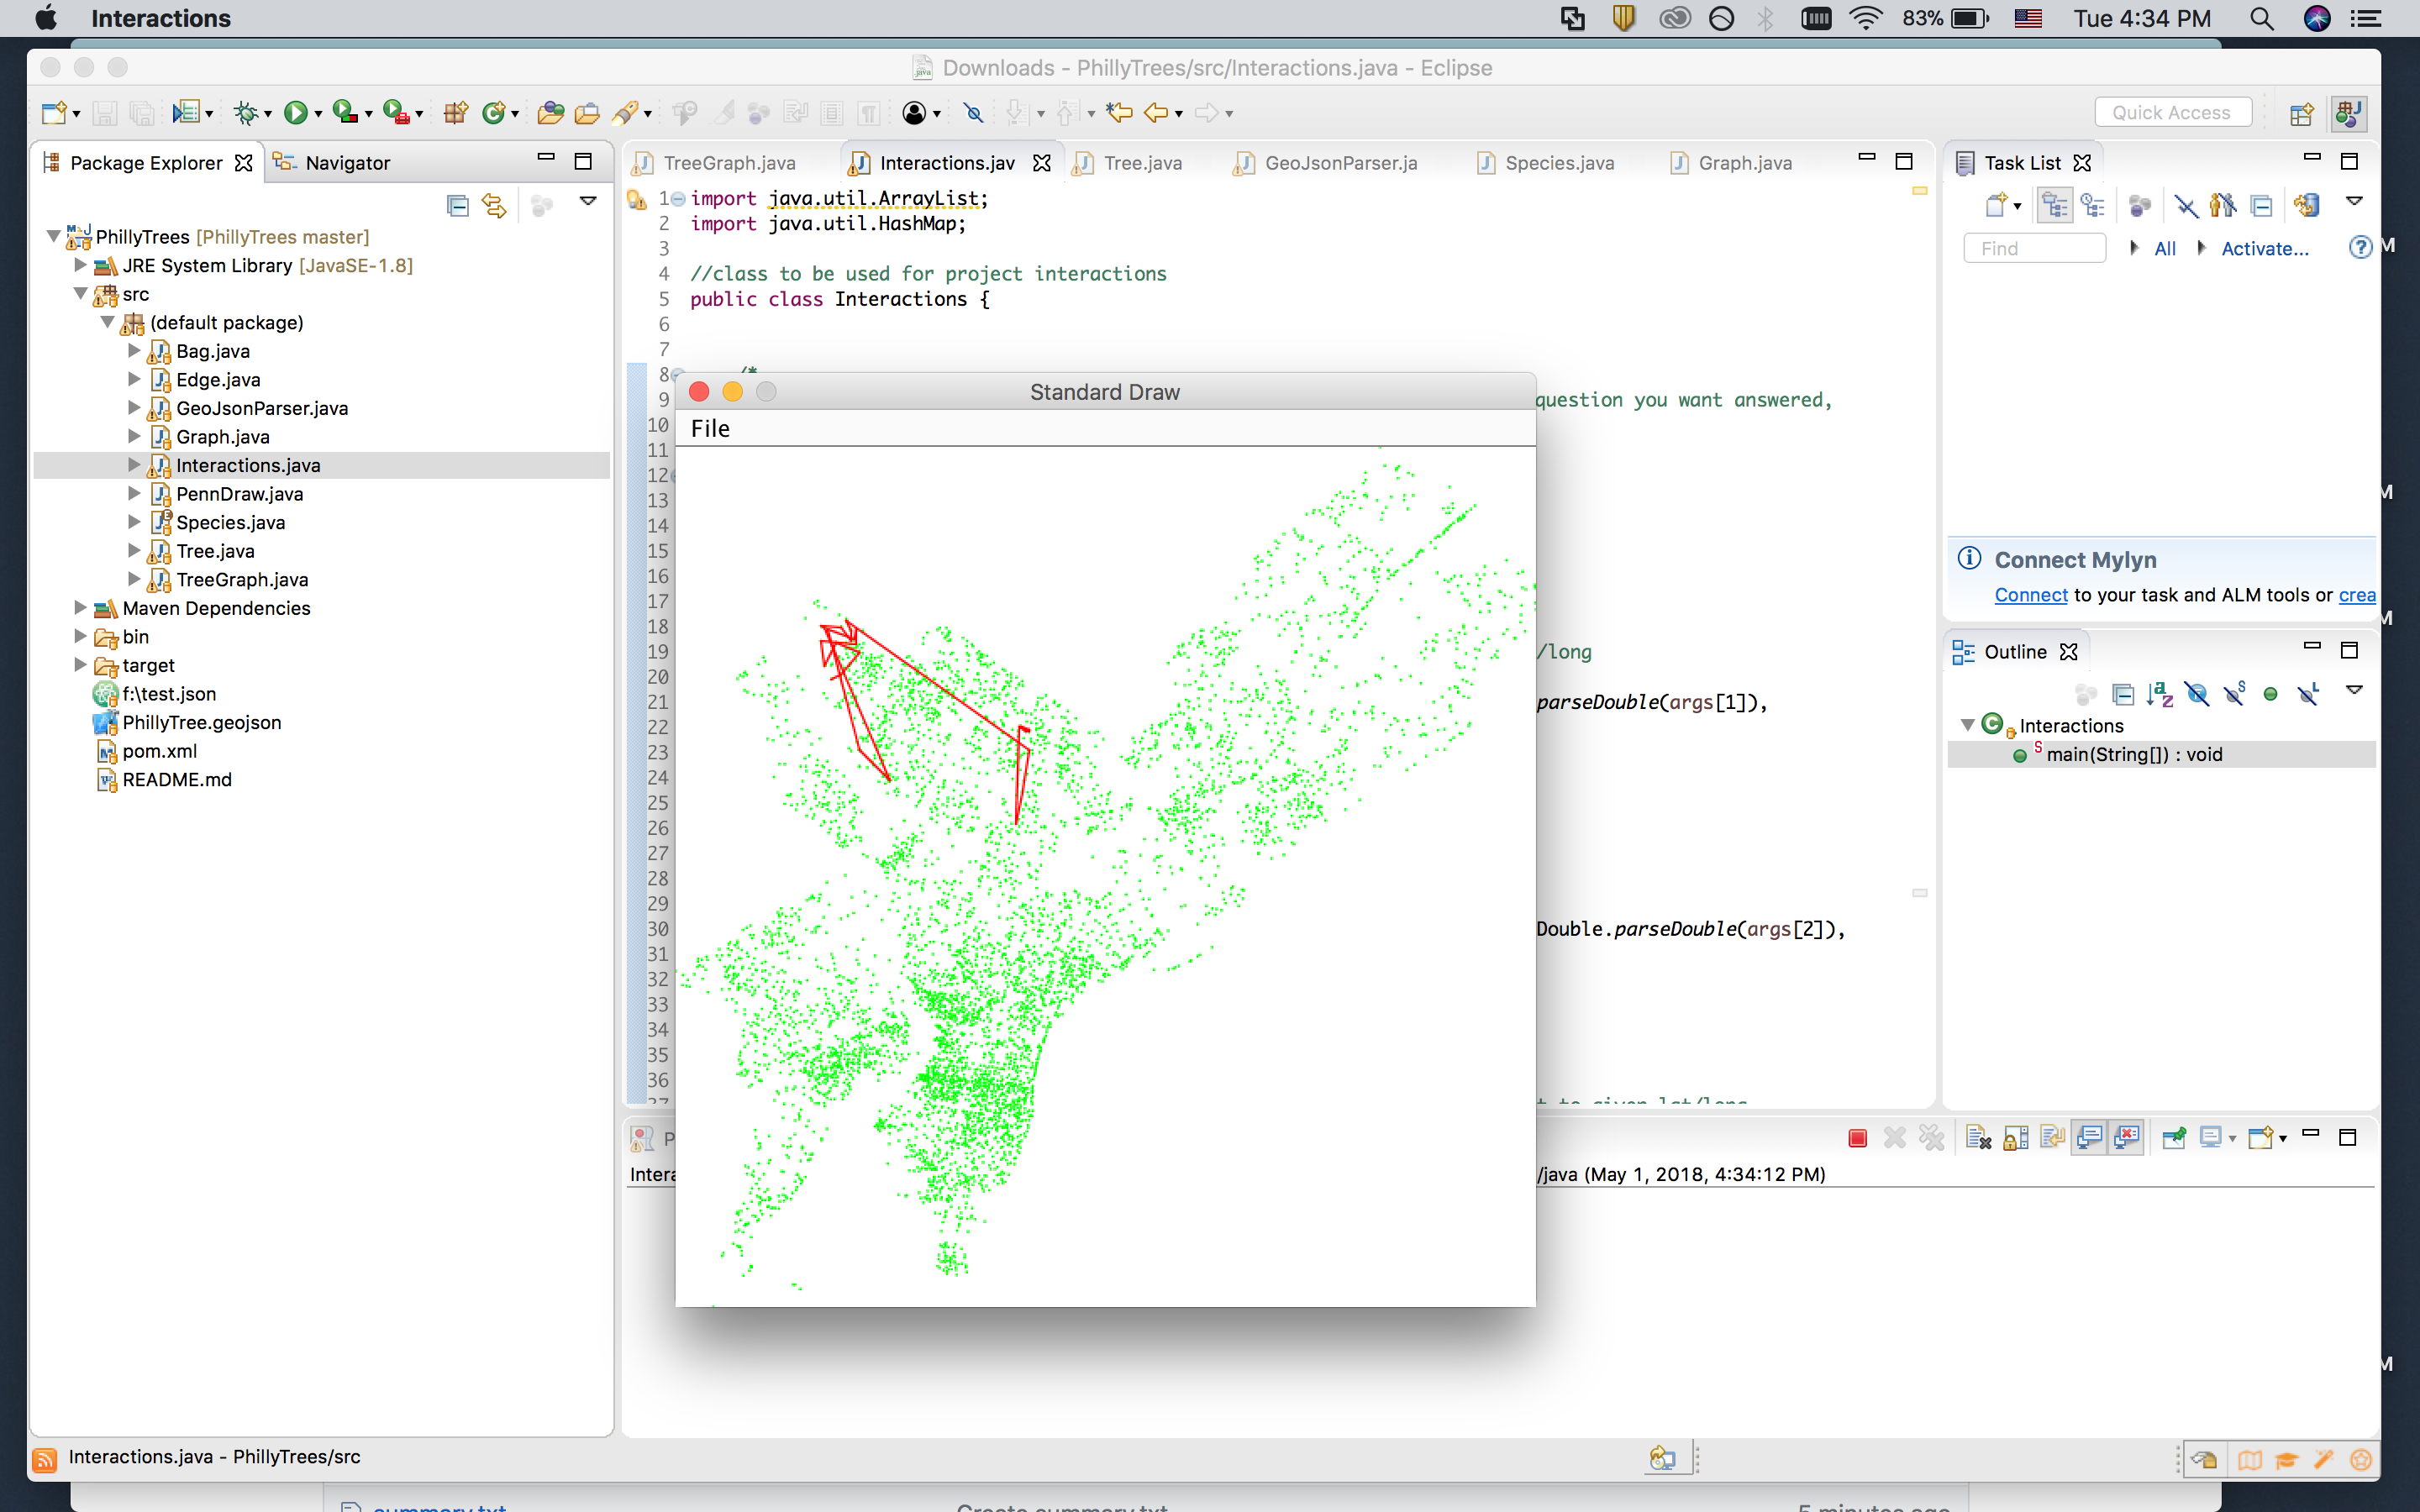 Interactions
83%
Tue 4:34 PM
Downloads - PhillyTrees/src/Interactions.java - Eclipse
Quick Access
Package Explorer
Navigator
PhillyTrees [PhillyTrees master]
JRE System Library [JavaSE-1.8]
src
(default package)
Bag.java
Edge.java
GeoJsonParser.java
Graph.java
Interactions.java
PennDraw.java
Species.java
Tree.java
TreeGraph.java
Maven Dependencies
bin
target
f:\test.json
PhillyTree.geojson
pom.xml
README.md
TreeGraph.java
Interactions.jav
Tree.java
GeoJsonParser.ja
Species.java
Graph.java
1 import java.util.ArrayList;
2 import java.util.HashMap;
3
4 //class to be used for project interactions
5 public class Interactions {
6
7
8 /*
9 question you want answered,
10
11
12
13
14
15
16
17
18
19 /long
20
21 parseDouble(args[1]),
22
23
24
25
26
27
28
29
30 Double.parseDouble(args[2]),
31
32
33
34
35
36
37 t to given lat/long
Standard Draw
File
P
Intera
/java (May 1, 2018, 4:34:12 PM)
Task List
Find
All
Activate...
Connect Mylyn
Connect to your task and ALM tools or crea
Outline
Interactions
main(String[]) : void
M
M
M
M
Interactions.java - PhillyTrees/src
summary.txt
Create summary.txt
5 minutes ago